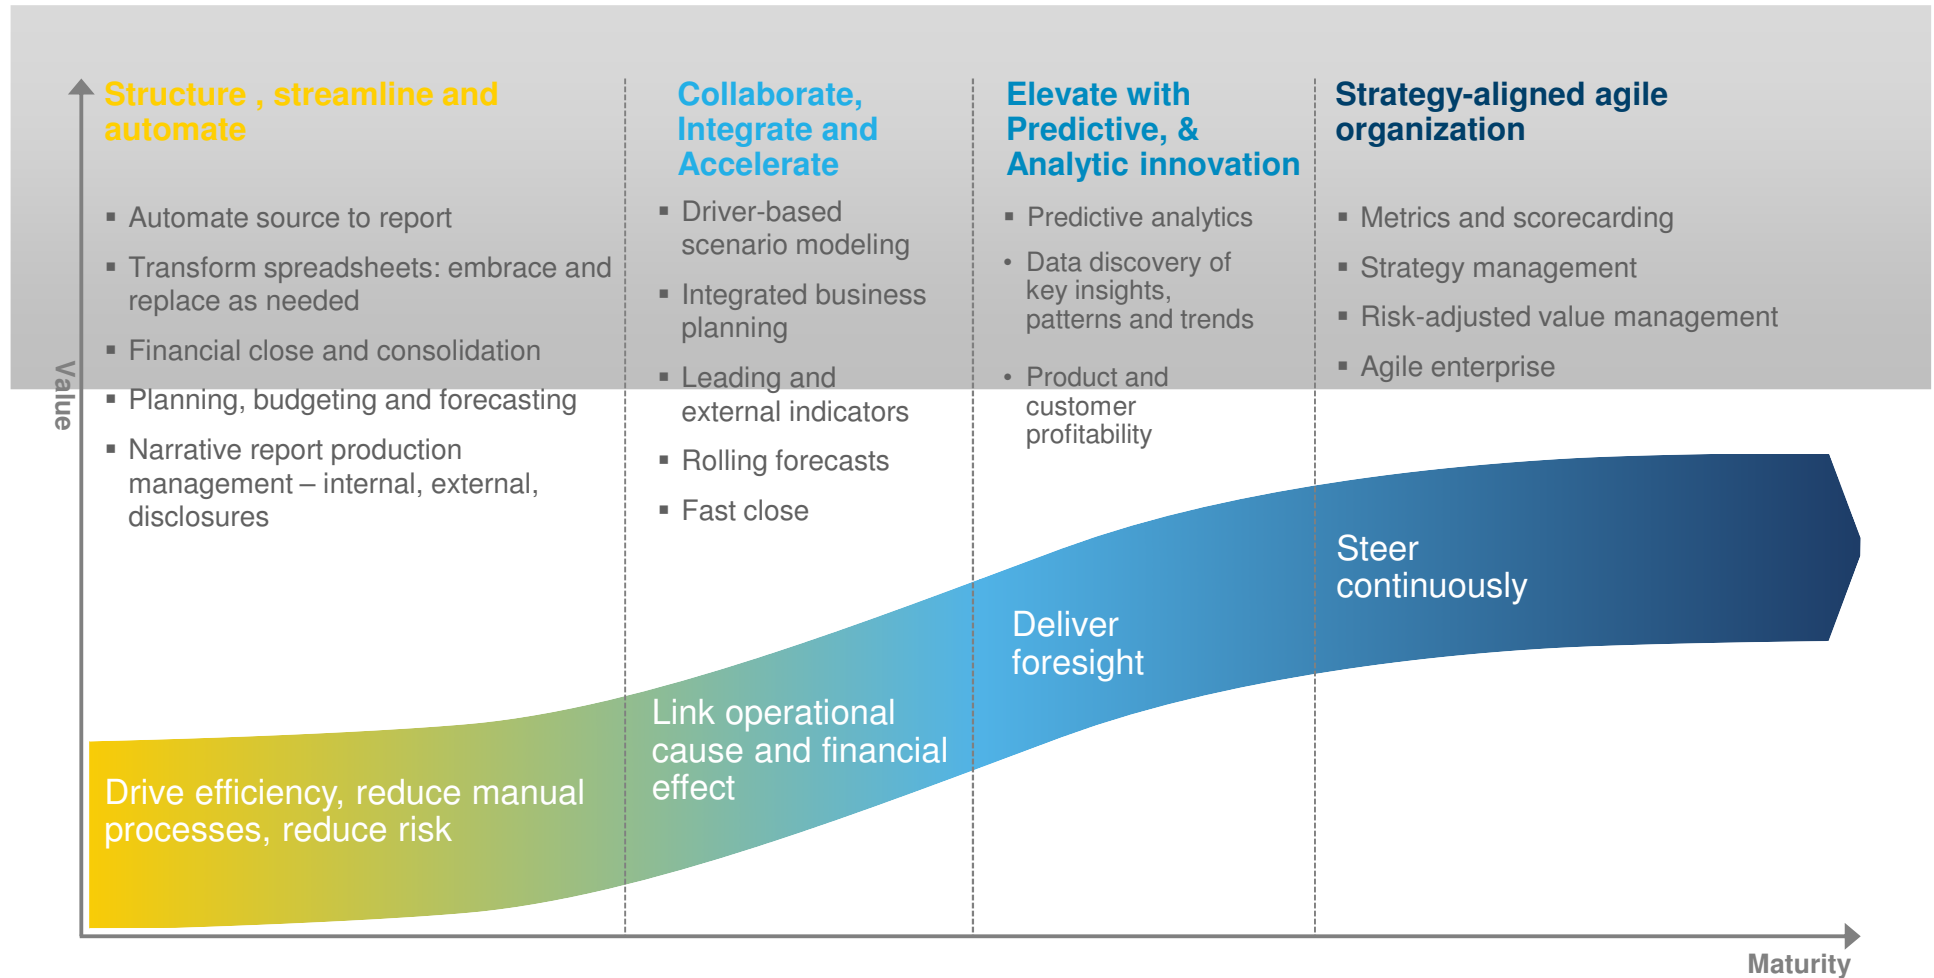 Structure , streamline and
automate
▪ Automate source to report
▪ Transform spreadsheets: embrace and
replace as needed
▪ Financial close and consolidation
▪ Planning, budgeting and forecasting
▪ Narrative report production
management – internal, external,
disclosures
Collaborate,
Integrate and
Accelerate
▪ Driver-based
scenario modeling
▪ Integrated business
planning
▪ Leading and
external indicators
▪ Rolling forecasts
▪ Fast close
Elevate with
Predictive, &
Analytic innovation
▪ Predictive analytics
• Data discovery of
key insights,
patterns and trends
• Product and
customer
profitability
Strategy-aligned agile
organization
▪ Metrics and scorecarding
▪ Strategy management
▪ Risk-adjusted value management
▪ Agile enterprise
Value
Drive efficiency, reduce manual
processes, reduce risk
Link operational
cause and financial
effect
Deliver
foresight
Steer
continuously
Maturity